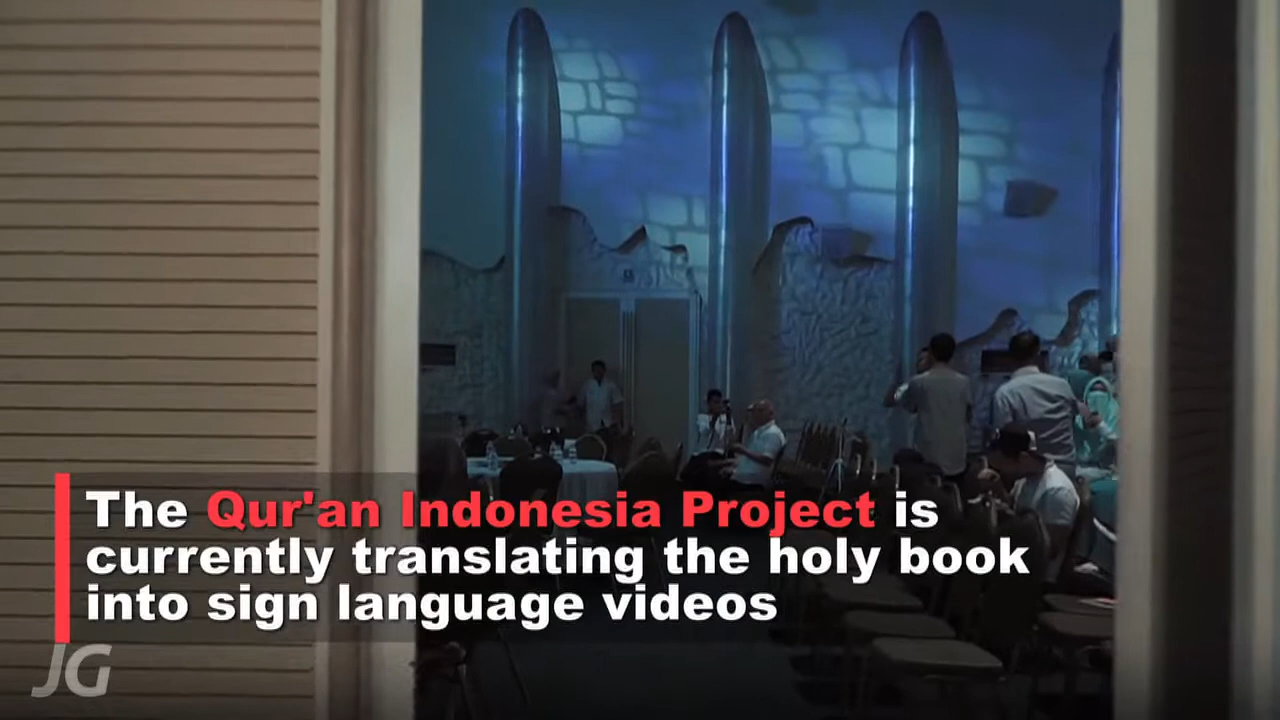 The Qur'an Indonesia Project is
currently translating the holy book
into sign language videos
JG